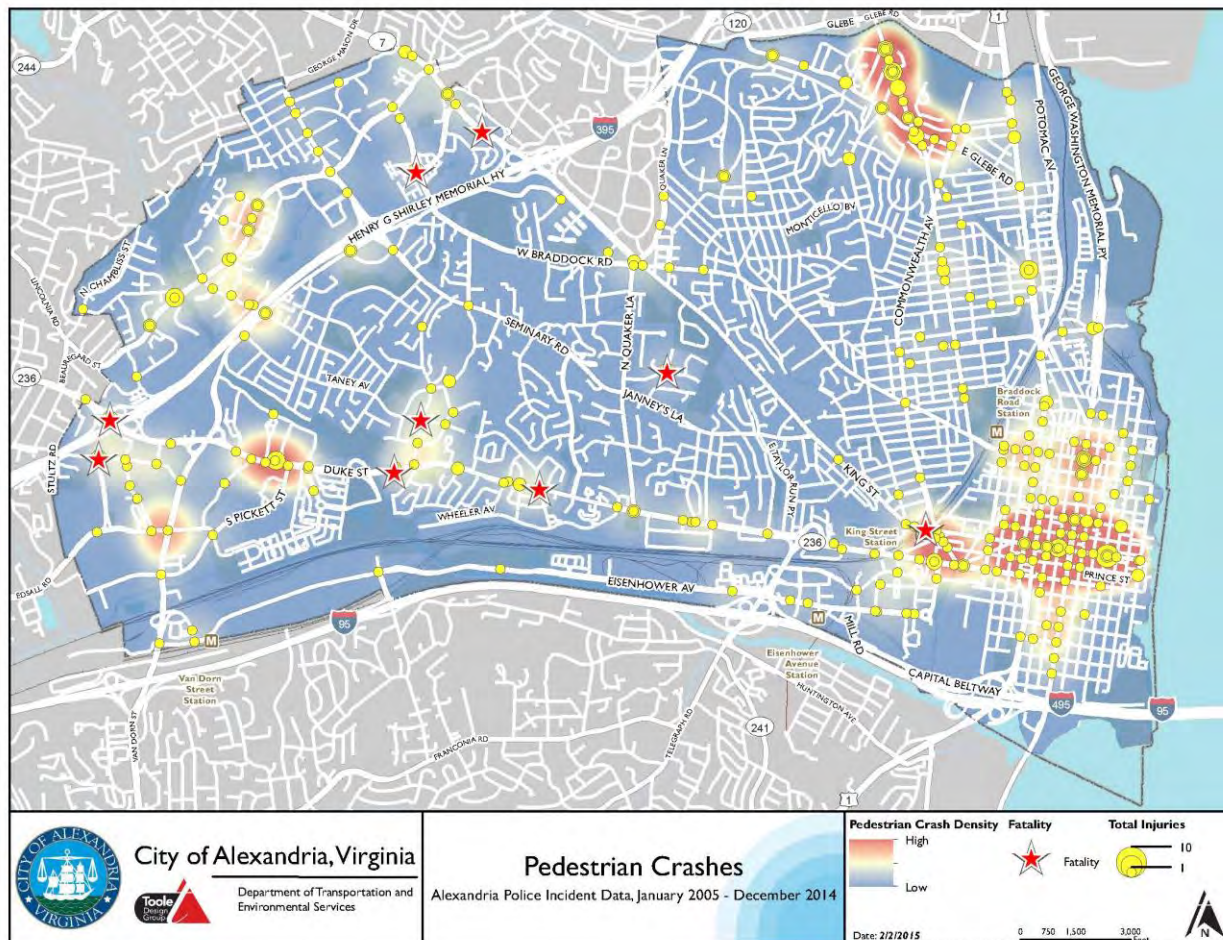 120
GLEBE
GLEBE RD
1
7
GEORGE MASON DR
244
395
GEORGE WASHINGTON MEMORIAL PY
POTOMAC AV
E GLEBE RD
QUAKER LN
HENRY G SHIRLEY MEMORIAL HY
MONTICELLO BV
COMMONWEALTH AV
N CHAMBLISS ST
W BRADDOCK RD
LINCOLNIA RD
N QUAKER LA
SEMINARY RD
BEAUREGARD ST
236
TANEY AV
JANNEY'S LA
Braddock
Road
Station
M
STULTZ RD
DUKE ST
S PICKETT ST
E TAYLOR RUN PY
KING ST
WHEELER AV
236
King Street
Station
PRINCE ST
EDSALL RD
EISENHOWER AV
M
95
M
MILL RD
Van Dorn
Street
Station
Eisenhower
Avenue
Station
CAPITAL BELTWAY
HUNTINGTON AVE
495
95
VAN DORN ST
FRANCONIA RD
TELEGRAPH RD
241
1
CITY OF ALEXANDRIA
VIRGINIA
City of Alexandria, Virginia
Toole
Design
Group
Department of Transportation and
Environmental Services
Pedestrian Crashes
Alexandria Police Incident Data, January 2005 - December 2014
Pedestrian Crash Density
High
Low
Fatality
Fatality
Total Injuries
10
1
Date: 2/2/2015
0 750 1,500 3,000
Feet
N